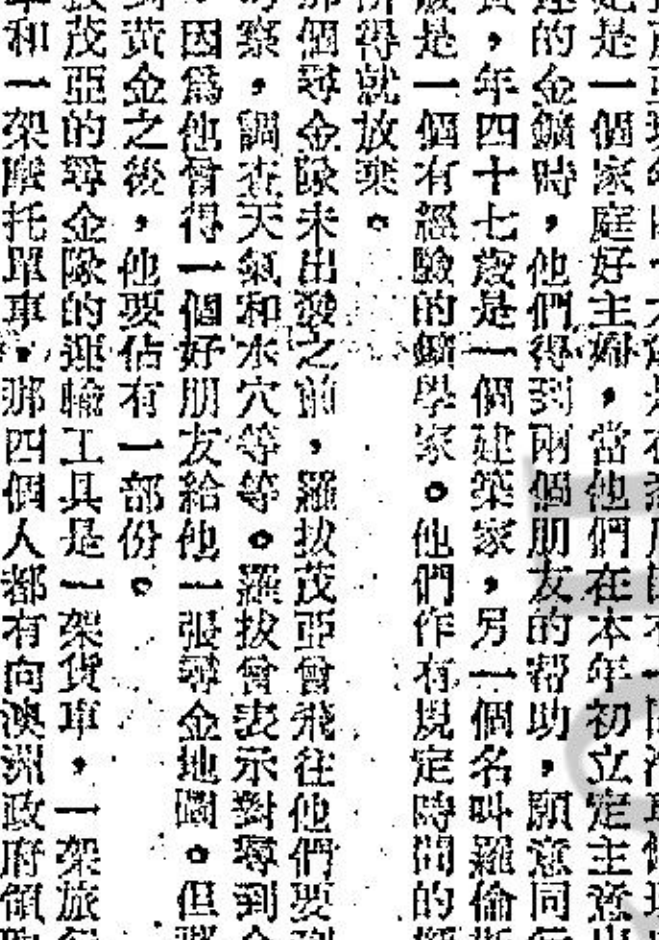 是一個家庭好主婦，當他們在本年初立定主意
的金鑛時，他們得到兩個朋友的帮助，願意同
，年四十七歲是一個建築家，另一個名叫羅倫
是一個有經驗的鑛學家。他們作有規定時間的
得就放棄。
個尋金隊未出發之前，羅拔茂亞曾飛往他們要
察，調查天氣和水穴等等。羅拔曾表示對尋到
，因爲他曾得一個好朋友給他一張尋金地圖。但
黃金之後，他要佔有一部份。
茂亞的尋金隊的運輸工具是一架貨車，一架旅
和一架摩托單車，那四個人都有向澳洲政府領